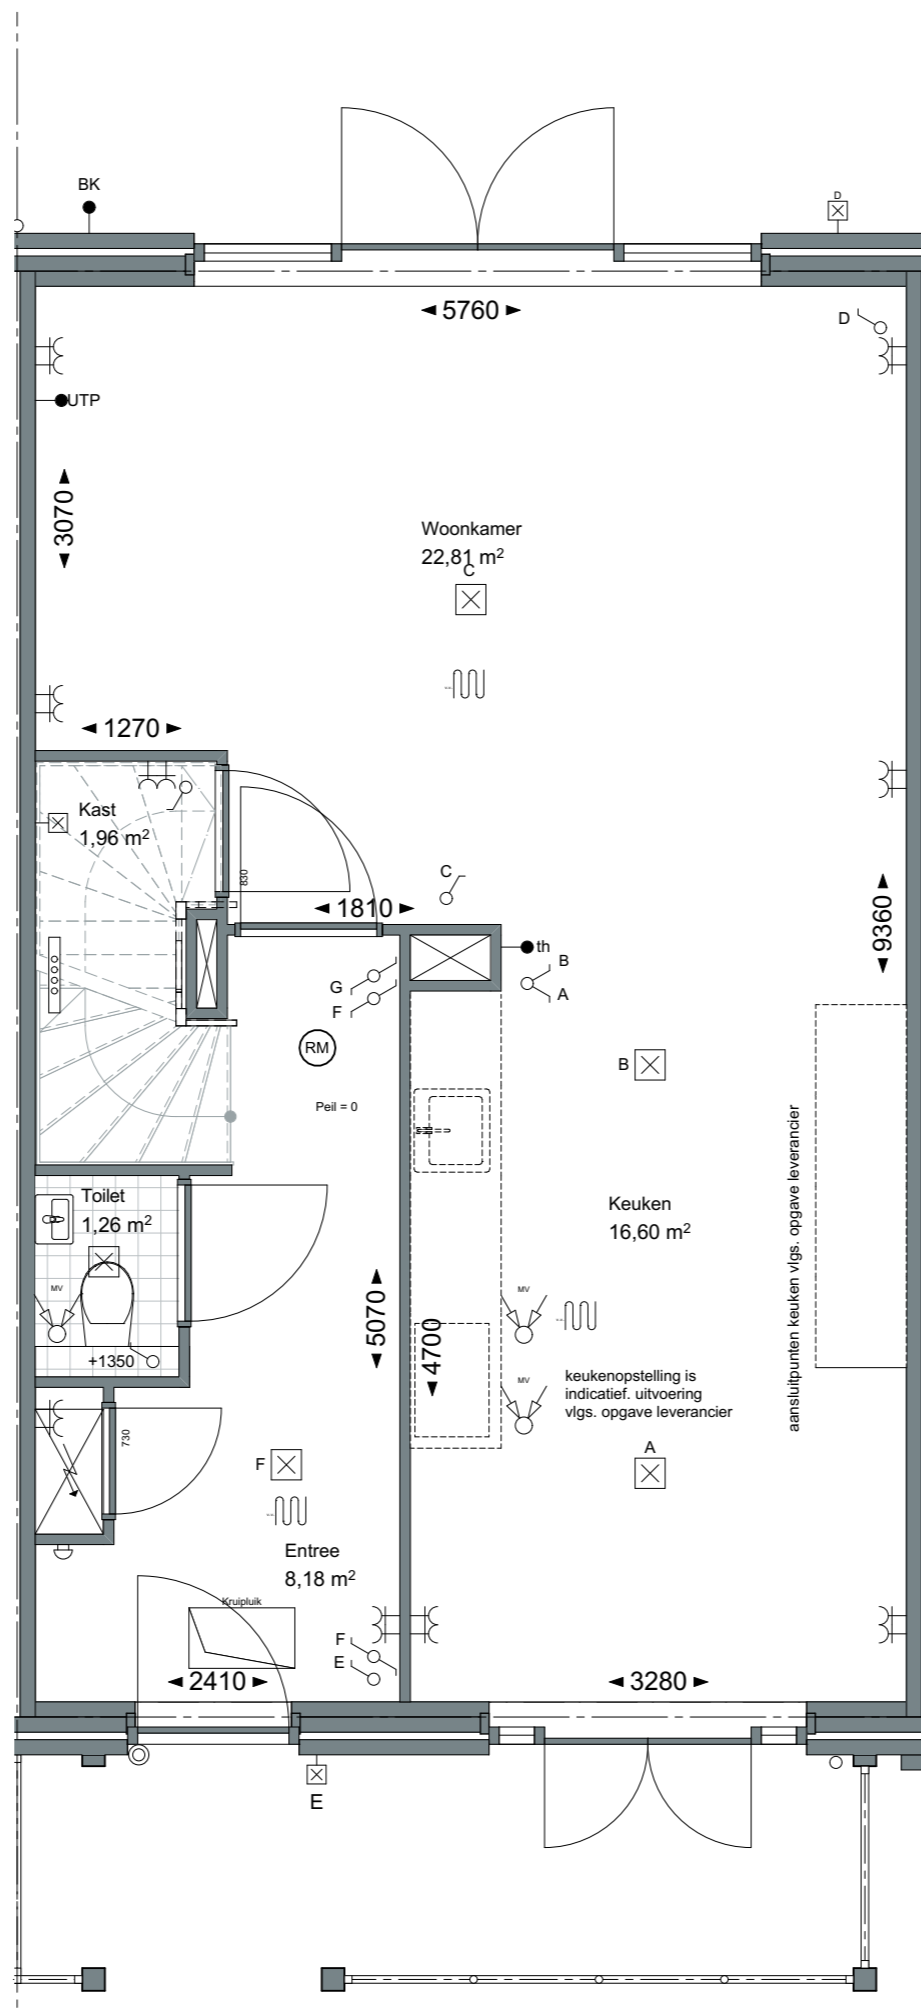 BK
D
5760
D
UTP
3070
Woonkamer
22,81 m²
C
1270
Kast
1,96 m²
830
C
1810
9360
th
B
A
G
F
RM
B
Peil = 0
aansluitpunten keuken vlgs. opgave leverancier
Toilet
1,26 m²
Keuken
16,60 m²
MV
MV
5070
4700
+1350
keukenopstelling is
indicatief. uitvoering
vlgs. opgave leverancier
MV
730
F
A
Entree
8,18 m²
Kruipluik
F
E
2410
3280
E